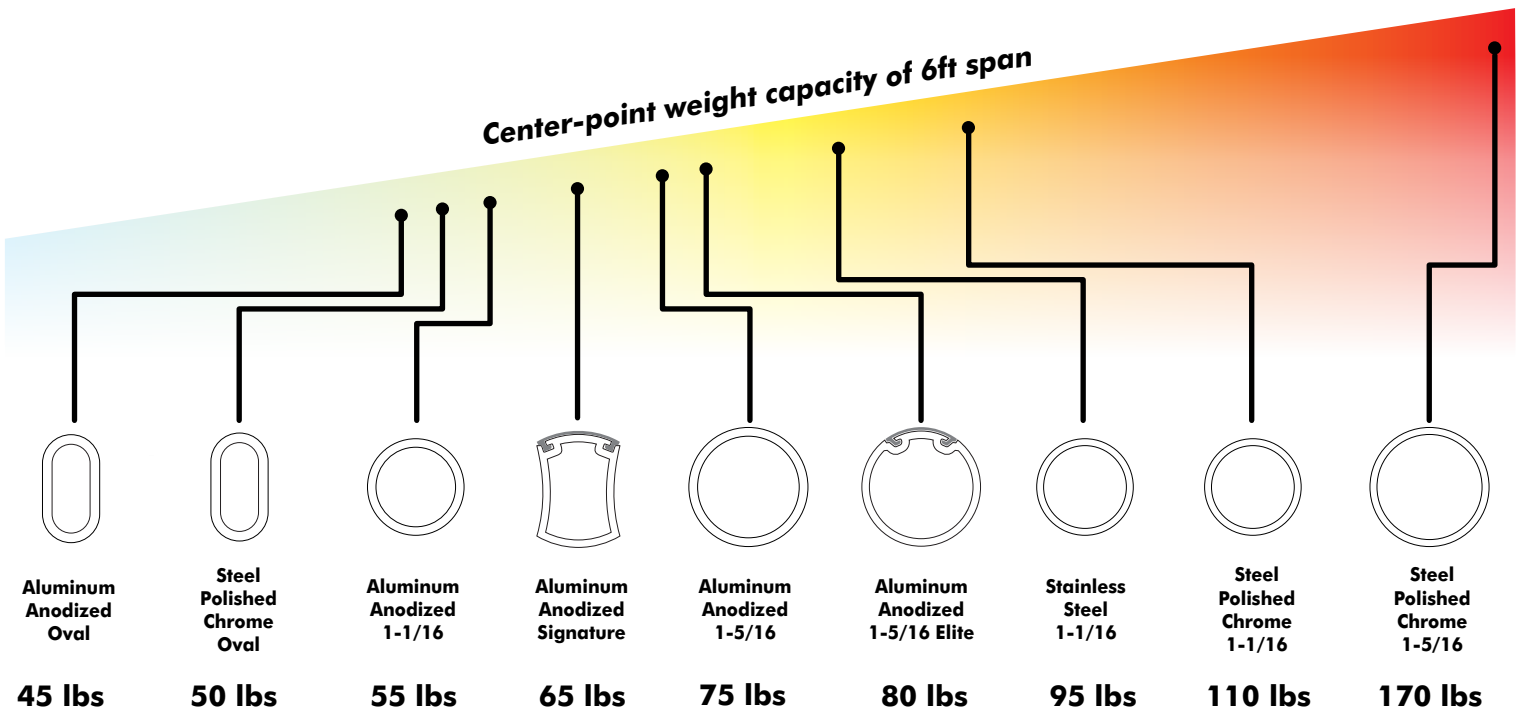 Center-point weight capacity of 6ft span
Aluminum
Anodized
Oval
45 lbs
Steel
Polished
Chrome
Oval
50 lbs
Aluminum
Anodized
1-1/16
55 lbs
Aluminum
Anodized
Signature
65 lbs
Aluminum
Anodized
1-5/16
75 lbs
Aluminum
Anodized
1-5/16 Elite
80 lbs
Stainless
Steel
1-1/16
95 lbs
Steel
Polished
Chrome
1-1/16
110 lbs
Steel
Polished
Chrome
1-5/16
170 lbs